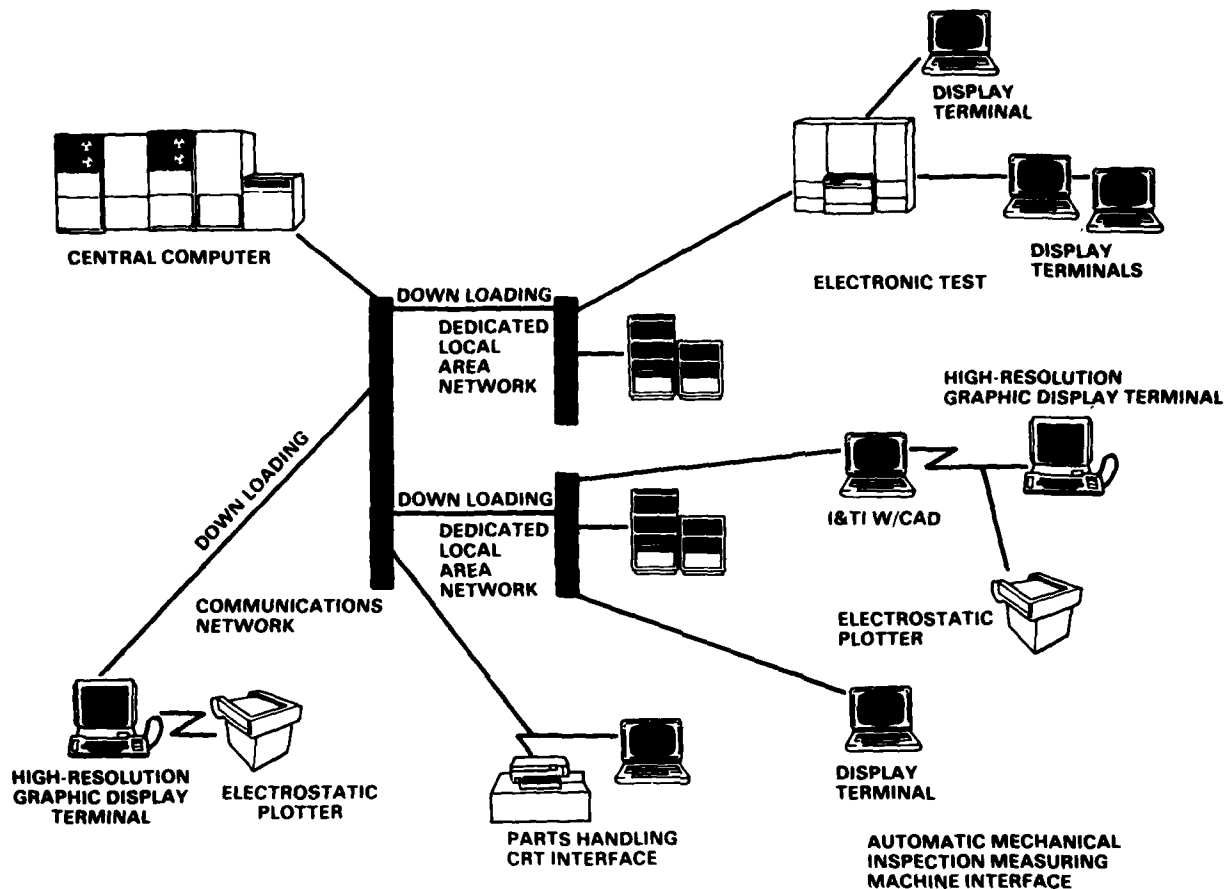 DISPLAY
TERMINAL
CENTRAL COMPUTER
DISPLAY
TERMINALS
ELECTRONIC TEST
DOWN LOADING
DEDICATED
LOCAL
AREA
NETWORK
HIGH-RESOLUTION
GRAPHIC DISPLAY TERMINAL
DOWN LOADING
DOWN LOADING
I&TI W/CAD
DEDICATED
LOCAL
AREA
NETWORK
COMMUNICATIONS
NETWORK
ELECTROSTATIC
PLOTTER
HIGH-RESOLUTION
GRAPHIC DISPLAY
TERMINAL
ELECTROSTATIC
PLOTTER
PARTS HANDLING
CRT INTERFACE
DISPLAY
TERMINAL
AUTOMATIC MECHANICAL
INSPECTION MEASURING
MACHINE INTERFACE